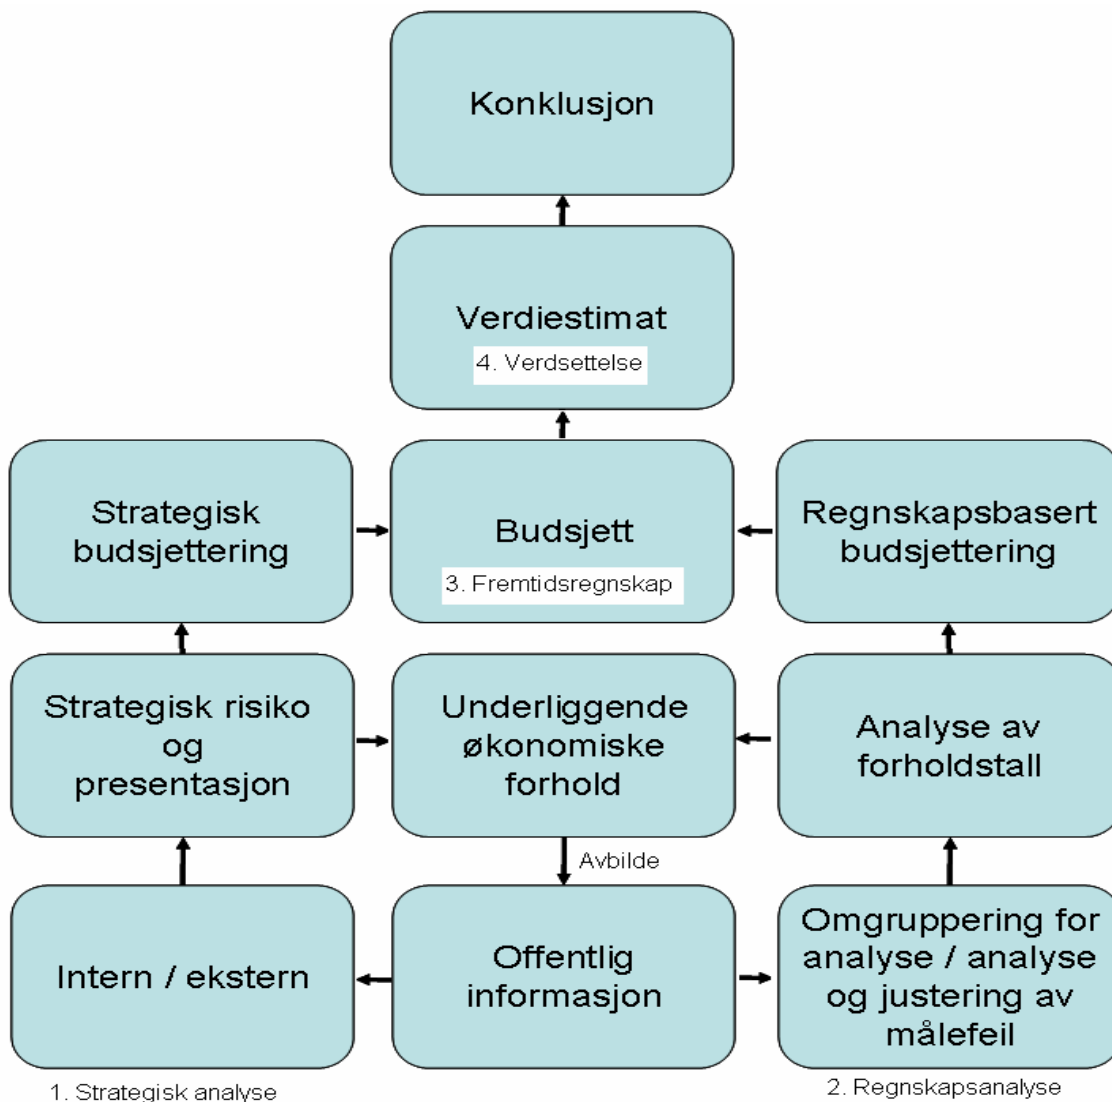 Konklusjon
Verdiestimat
4. Verdsettelse
Strategisk
budsjettering
Budsjett
3. Fremtidsregnskap
Regnskapsbasert
budsjettering
Strategisk risiko
og
presentasjon
Underliggende
økonomiske
forhold
Analyse av
forholdstall
Avbilde
Intern / ekstern
Offentlig
informasjon
Omgruppering for
analyse / analyse
og justering av
målefeil
1. Strategisk analyse
2. Regnskapsanalyse